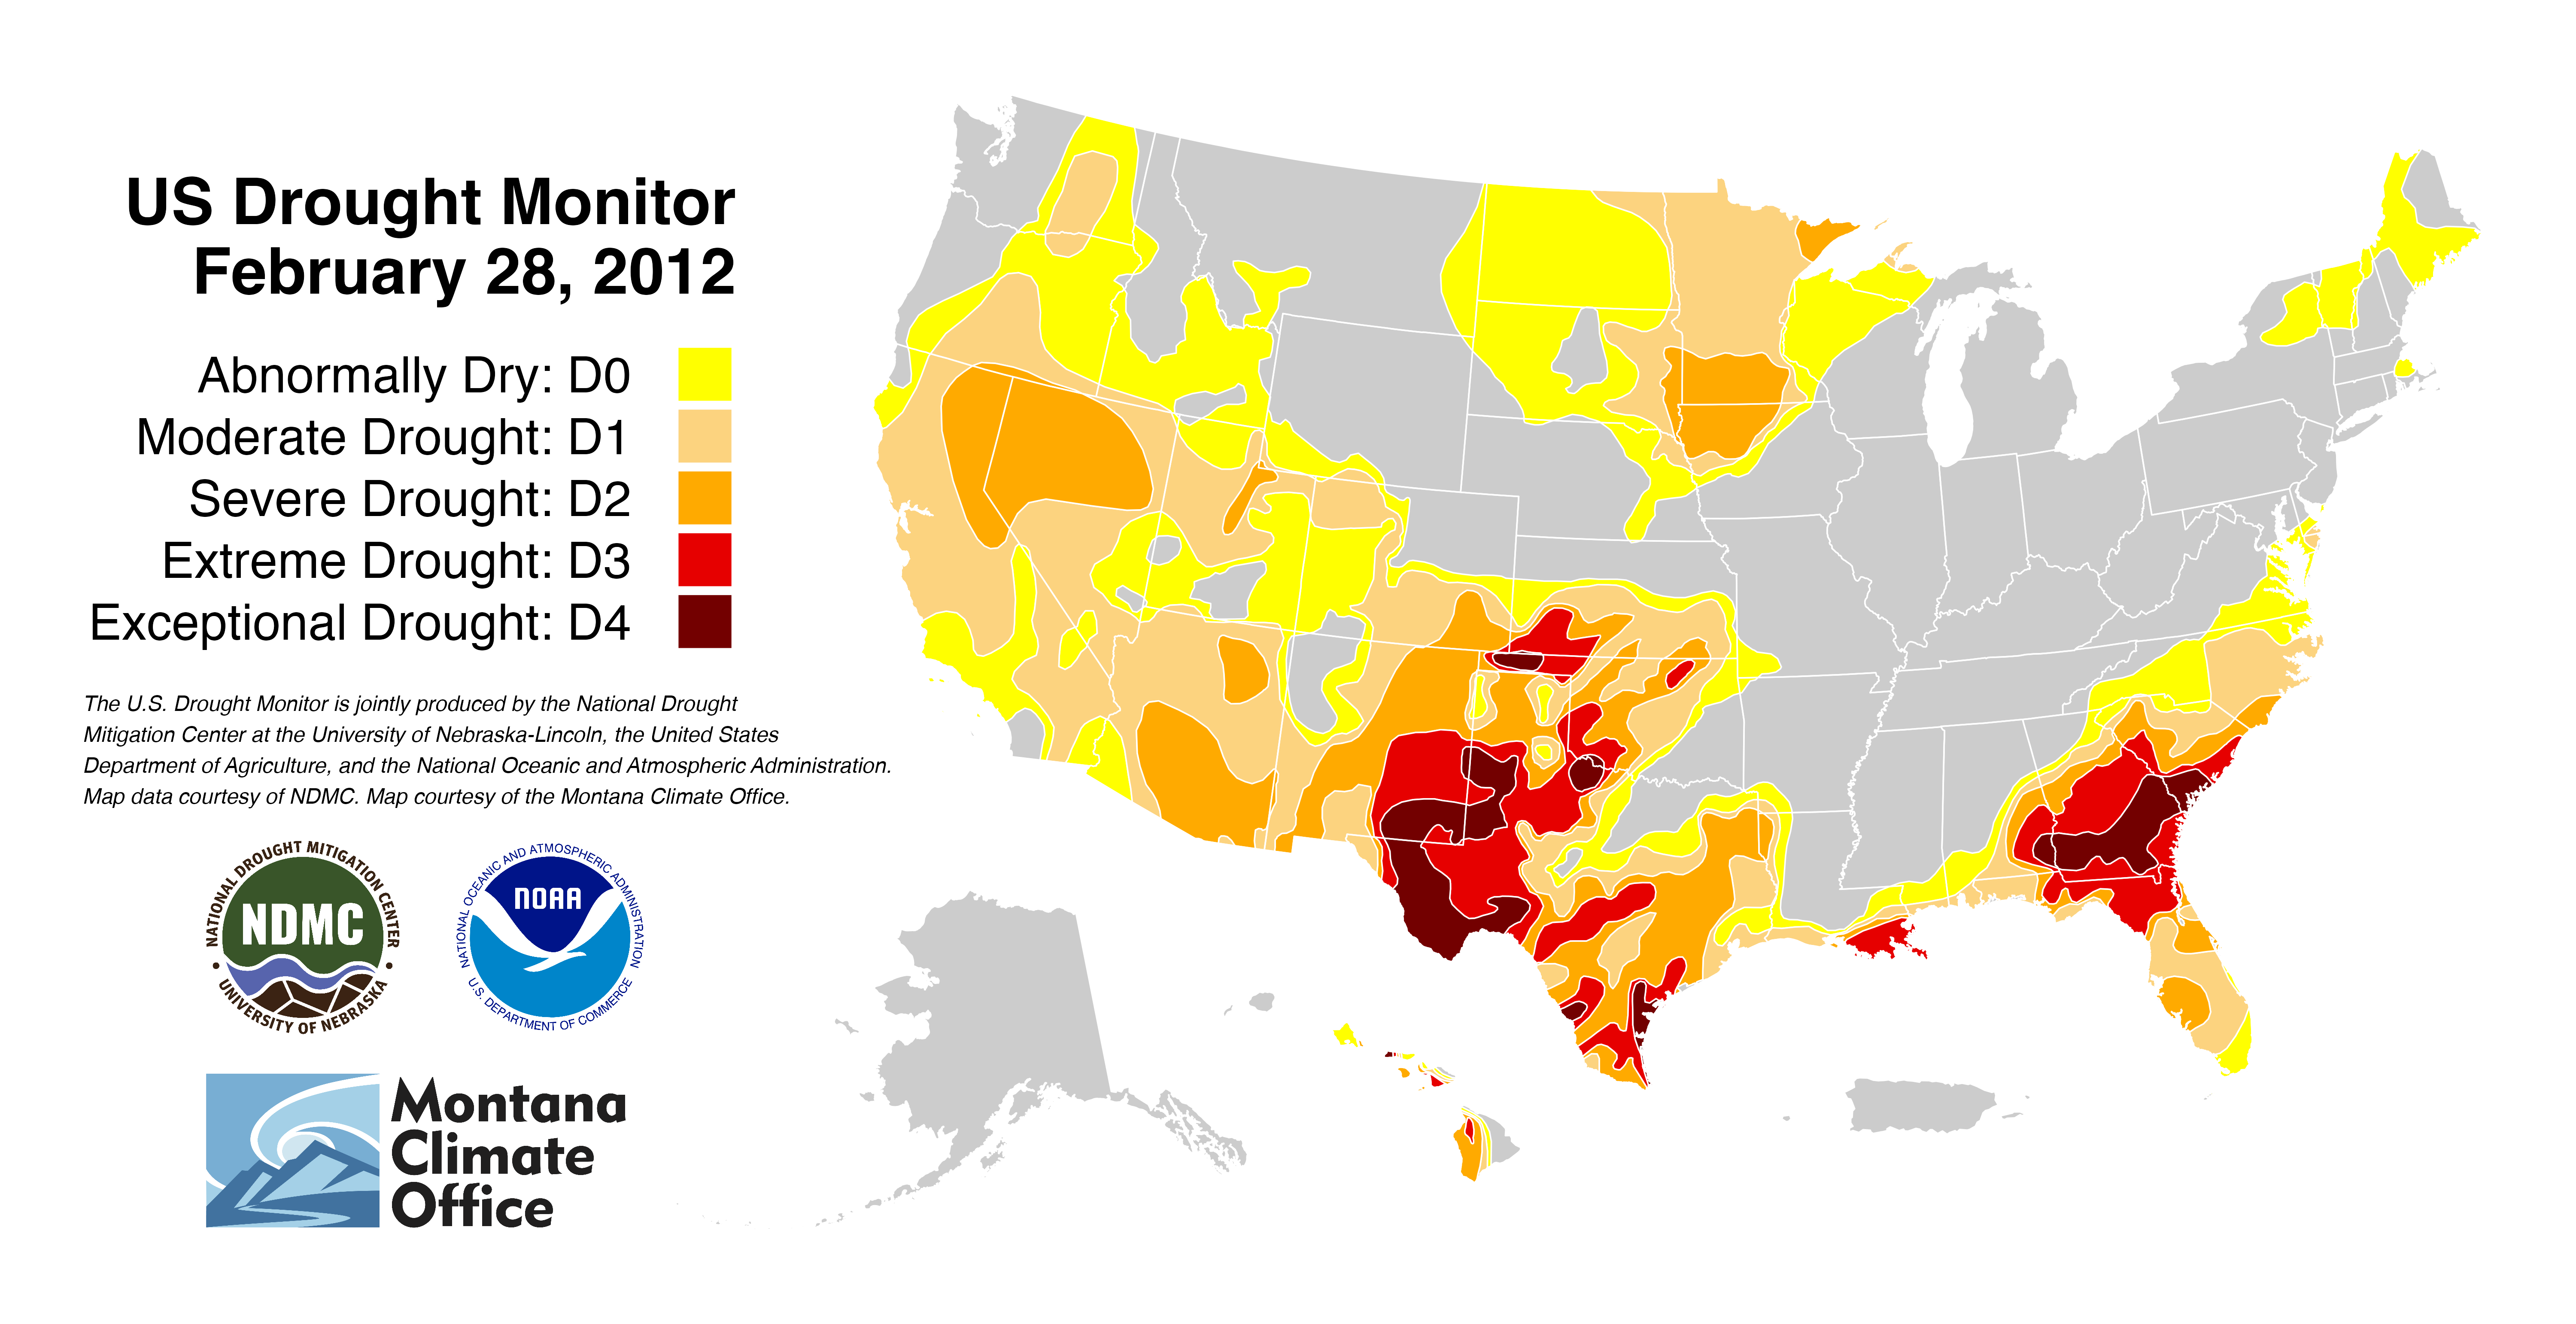 US Drought Monitor
February 28, 2012
Abnormally Dry: D0
Moderate Drought: D1
Severe Drought: D2
Extreme Drought: D3
Exceptional Drought: D4
The U.S. Drought Monitor is jointly produced by the National Drought
Mitigation Center at the University of Nebraska-Lincoln, the United States
Department of Agriculture, and the National Oceanic and Atmospheric Administration.
Map data courtesy of NDMC. Map courtesy of the Montana Climate Office.
NATIONAL DROUGHT MITIGATION CENTER
NDMC
• UNIVERSITY OF NEBRASKA •
NATIONAL OCEANIC AND ATMOSPHERIC ADMINISTRATION
NOAA
U.S. DEPARTMENT OF COMMERCE
Montana
Climate
Office